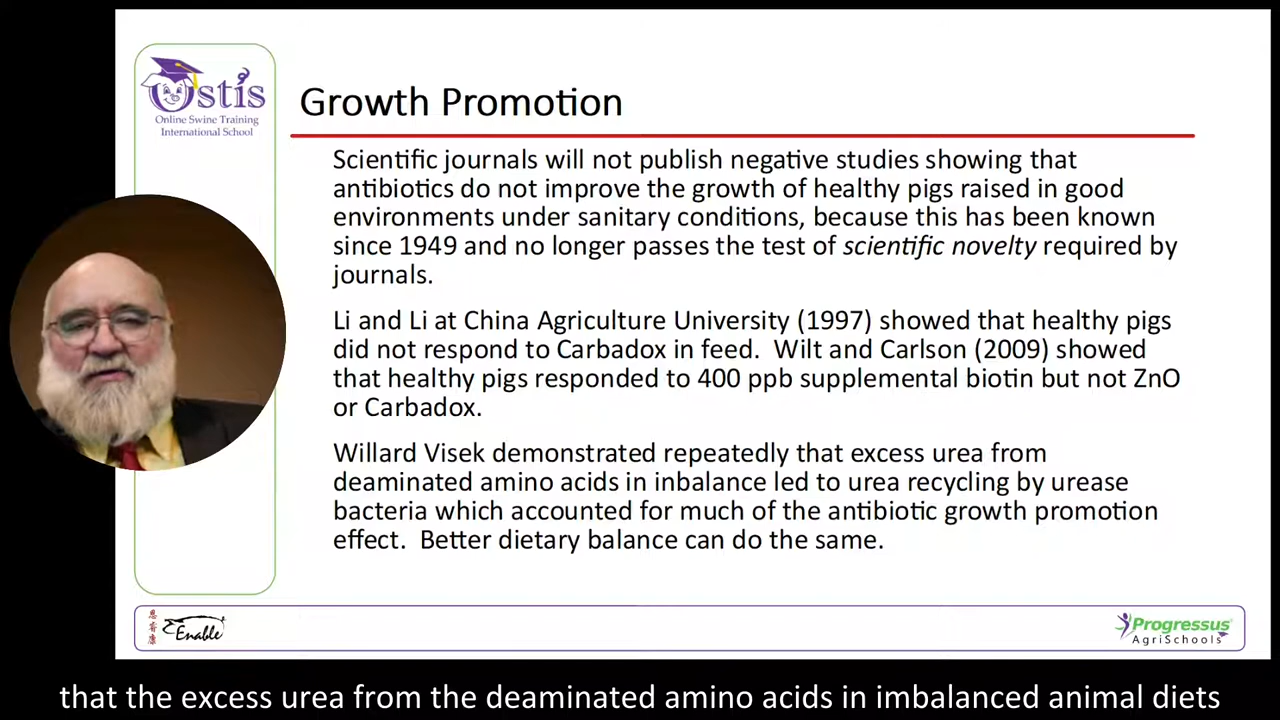 Ostis
Online Swine Training
International School
Growth Promotion
Scientific journals will not publish negative studies showing that
antibiotics do not improve the growth of healthy pigs raised in good
environments under sanitary conditions, because this has been known
since 1949 and no longer passes the test of scientific novelty required by
journals.
Li and Li at China Agriculture University (1997) showed that healthy pigs
did not respond to Carbadox in feed.  Wilt and Carlson (2009) showed
that healthy pigs responded to 400 ppb supplemental biotin but not ZnO
or Carbadox.
Willard Visek demonstrated repeatedly that excess urea from
deaminated amino acids in inbalance led to urea recycling by urease
bacteria which accounted for much of the antibiotic growth promotion
effect.  Better dietary balance can do the same.
Enable
Progressus
AgriSchools
that the excess urea from the deaminated amino acids in imbalanced animal diets